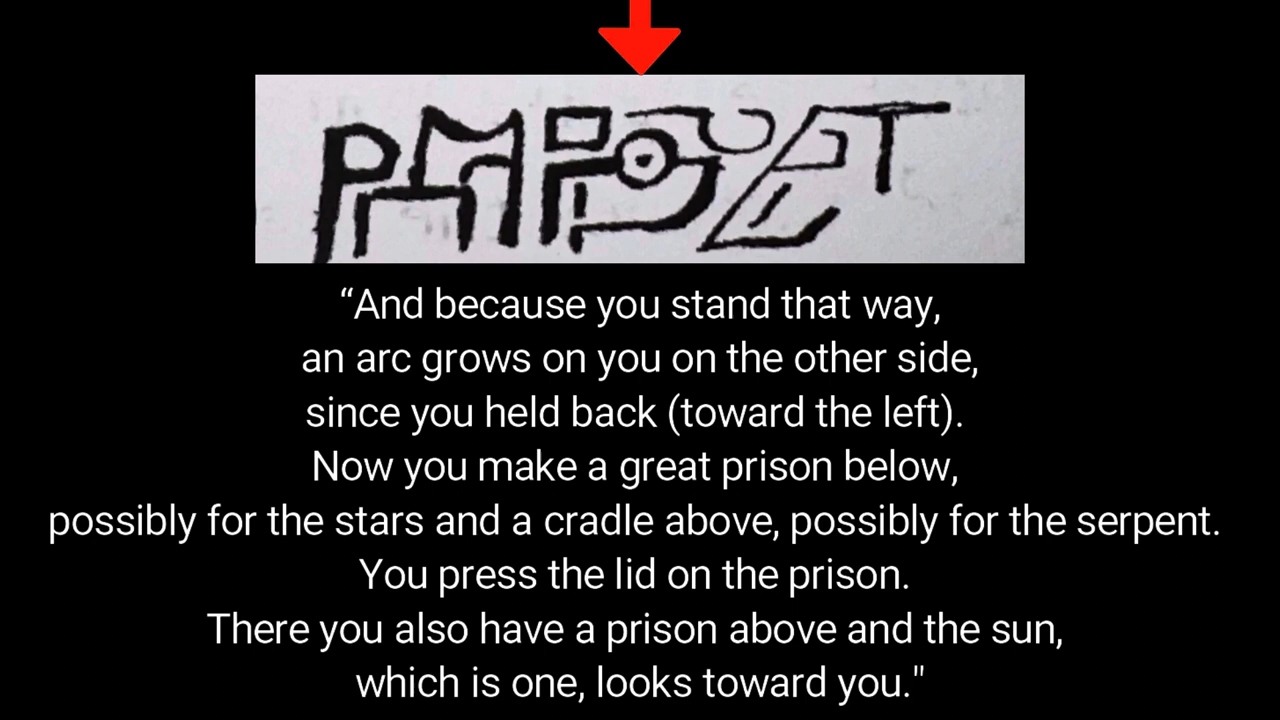 “And because you stand that way,
an arc grows on you on the other side,
since you held back (toward the left).
Now you make a great prison below,
possibly for the stars and a cradle above, possibly for the serpent.
You press the lid on the prison.
There you also have a prison above and the sun,
which is one, looks toward you."